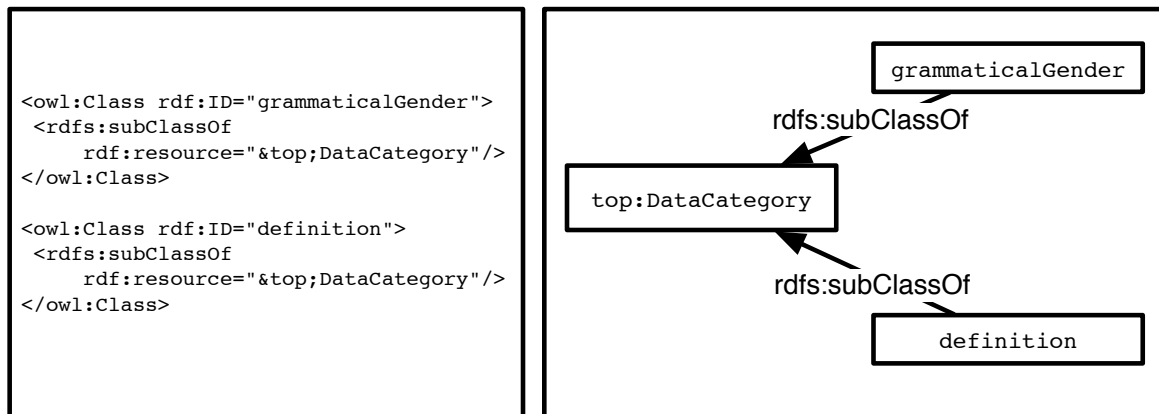 <owl:Class rdf:ID="grammaticalGender">
 <rdfs:subClassOf
     rdf:resource="&top;DataCategory"/>
</owl:Class>
<owl:Class rdf:ID="definition">
 <rdfs:subClassOf
     rdf:resource="&top;DataCategory"/>
</owl:Class>
grammaticalGender
rdfs:subClassOf
top:DataCategory
rdfs:subClassOf
definition